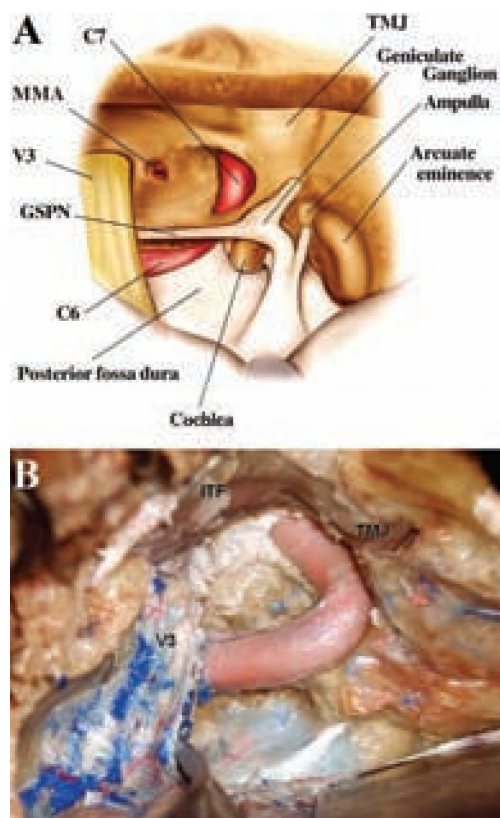 A
C7
TMJ
Geniculate
Ganglion
MMA
Ampulla
V3
Arcuate
eminence
GSPN
C6
Posterior fossa dura
Cochlea
B
ITF
TMJ
V3